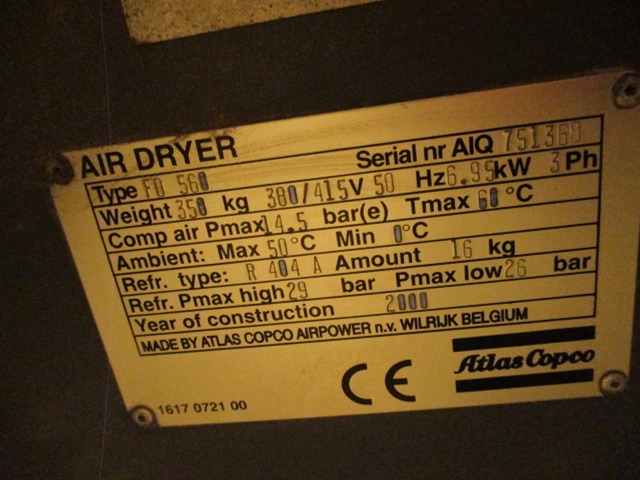 AIR DRYER
Serial nr AIQ 751360
Type FD 560
Weight 350 kg 380/415V 50 Hz 6.95kW 3 Ph
Comp air Pmax 14.5 bar(e) Tmax 60 °C
Ambient: Max 50°C Min 0°C
Refr. type: R 404 A Amount 16 kg
Refr. Pmax high 29 bar Pmax low 26 bar
Year of construction 2000
MADE BY ATLAS COPCO AIRPOWER n.v. WILRIJK BELGIUM
CE
Atlas Copco
1617 0721 00